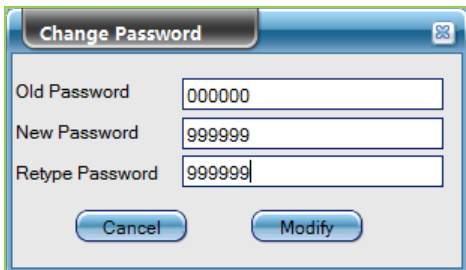 Change Password
Old Password 000000
New Password 999999
Retype Password 999999
Cancel Modify